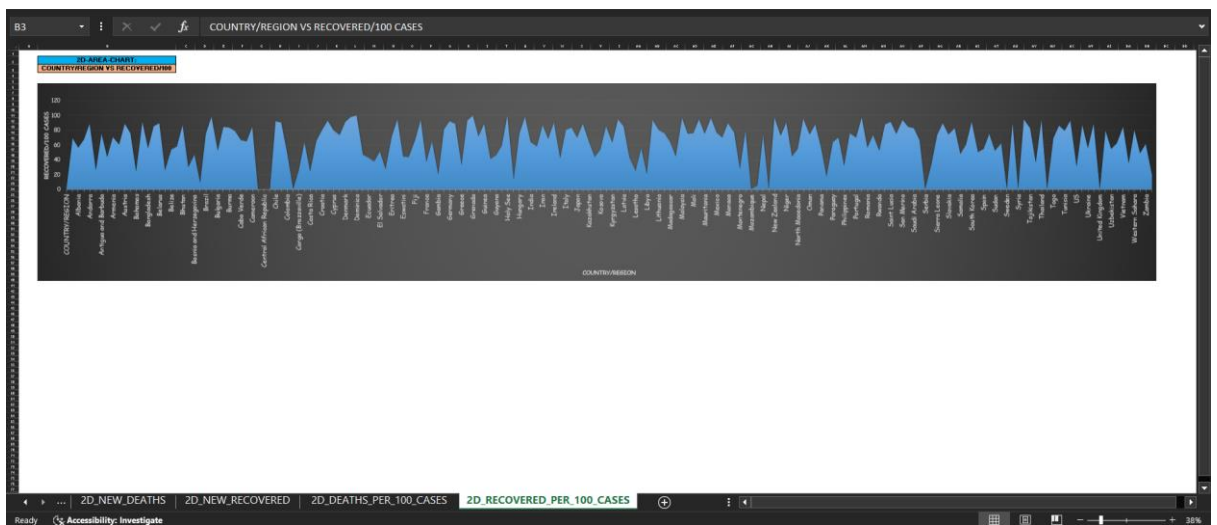 B3
fx COUNTRY/REGION VS RECOVERED/100 CASES
2D-AREA-CHART:
COUNTRY/REGION VS RECOVERED/100
120
100
80
60
40
20
0
RECOVERED/100 CASES
COUNTRY/REGION
Albania
Andorra
Antigua and Barbuda
Armenia
Austria
Bahamas
Bangladesh
Belarus
Belize
Bhutan
Bosnia and Herzegovina
Brazil
Bulgaria
Burma
Cabo Verde
Cameroon
Central African Republic
Chile
Colombia
Congo (Brazzaville)
Costa Rica
Croatia
Cyprus
Denmark
Dominica
Ecuador
El Salvador
Eritrea
Eswatini
Fiji
France
Gambia
Germany
Greece
Grenada
Guinea
Guyana
Holy See
Hungary
India
Iran
Ireland
Italy
Japan
Kazakhstan
Kosovo
Kyrgyzstan
Latvia
Lesotho
Libya
Lithuania
Madagascar
Malaysia
Mali
Mauritania
Mexico
Monaco
Montenegro
Mozambique
Nepal
New Zealand
Niger
North Macedonia
Oman
Panama
Paraguay
Philippines
Portugal
Romania
Rwanda
Saint Lucia
San Marino
Saudi Arabia
Serbia
Sierra Leone
Slovakia
Somalia
South Korea
Spain
Sudan
Sweden
Syria
Tajikistan
Thailand
Togo
Tunisia
US
Ukraine
United Kingdom
Uzbekistan
Vietnam
Western Sahara
Zambia
COUNTRY/REGION
... 2D_NEW_DEATHS 2D_NEW_RECOVERED 2D_DEATHS_PER_100_CASES 2D_RECOVERED_PER_100_CASES
Ready Accessibility: Investigate 38%